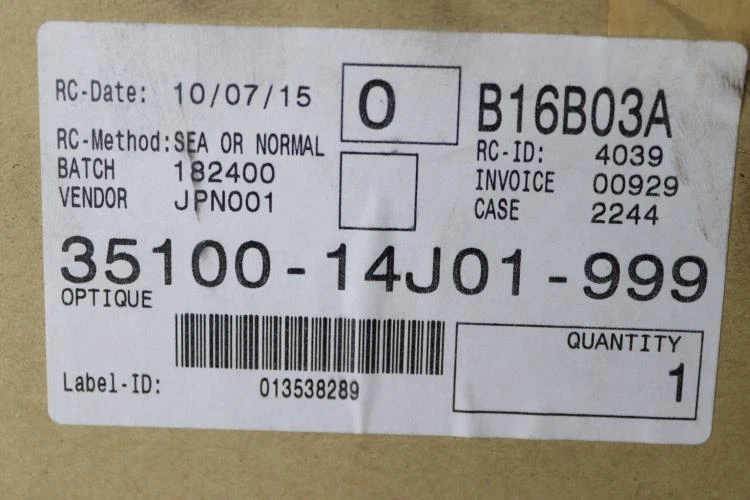 RC-Date: 10/07/15
O
B16B03A
RC-Method:SEA OR NORMAL
RC-ID: 4039
BATCH 182400
INVOICE 00929
VENDOR JPN001
CASE 2244
35100-14J01-999
OPTIQUE
QUANTITY
1
Label-ID: 013538289